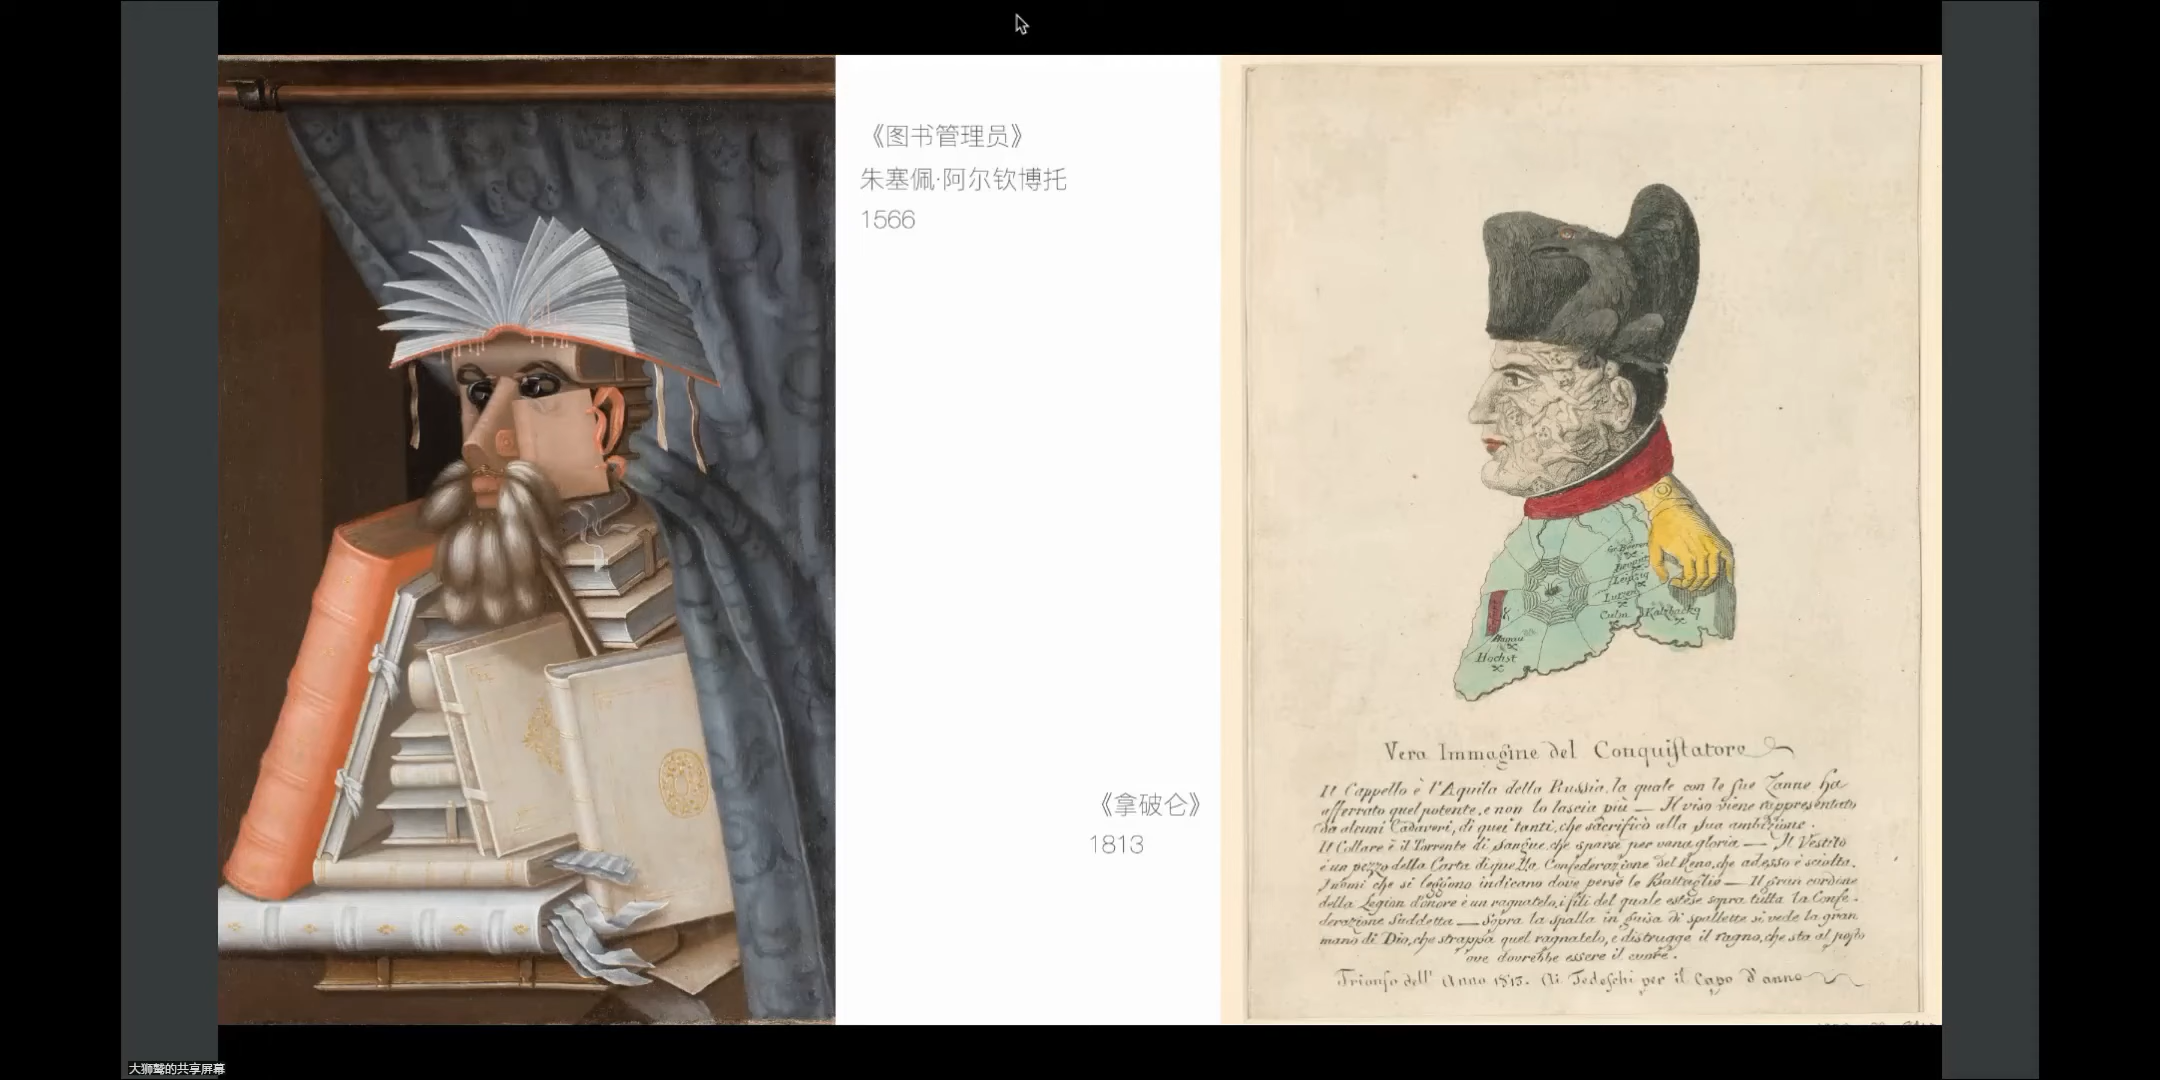 《图书管理员》
朱塞佩·阿尔钦博托
1566
《拿破仑》
1813
Gr. Beeren
Leipzig
Lutzen
Culm
Katzbachq
Hanau
Hochst
Vera Immagine del Conquistatore
Il Cappello è l'Aquila della Russia, la quale con le sue Zanne ha
afferrato quel potente, e non lo lascia più — Il viso viene rappresentato
da alcuni Cadaveri, di quei tanti, che sacrificò alla sua ambizione.
Il Collare è il Torrente di Sangue, che sparse per vana gloria — Il Vestito
è un pezzo della Carta di quella Confederazione del Reno, che adesso è sciolta.
I nomi che si leggono indicano dove perse le Battaglie — Il gran cordone
della Legion d'onore è un ragnatelo, i fili del quale estese sopra tutta la Confe-
derazione Suddetta — Sopra la spalla in guisa di spallette si vede la gran
mano di Dio, che strappa quel ragnatelo, e distrugge il ragno, che sta al posto
ove dovrebbe essere il cuore.
Trionfo dell' Anno 1813. Ai Tedeschi per il Capo d'anno
大狮鹫的共享屏幕